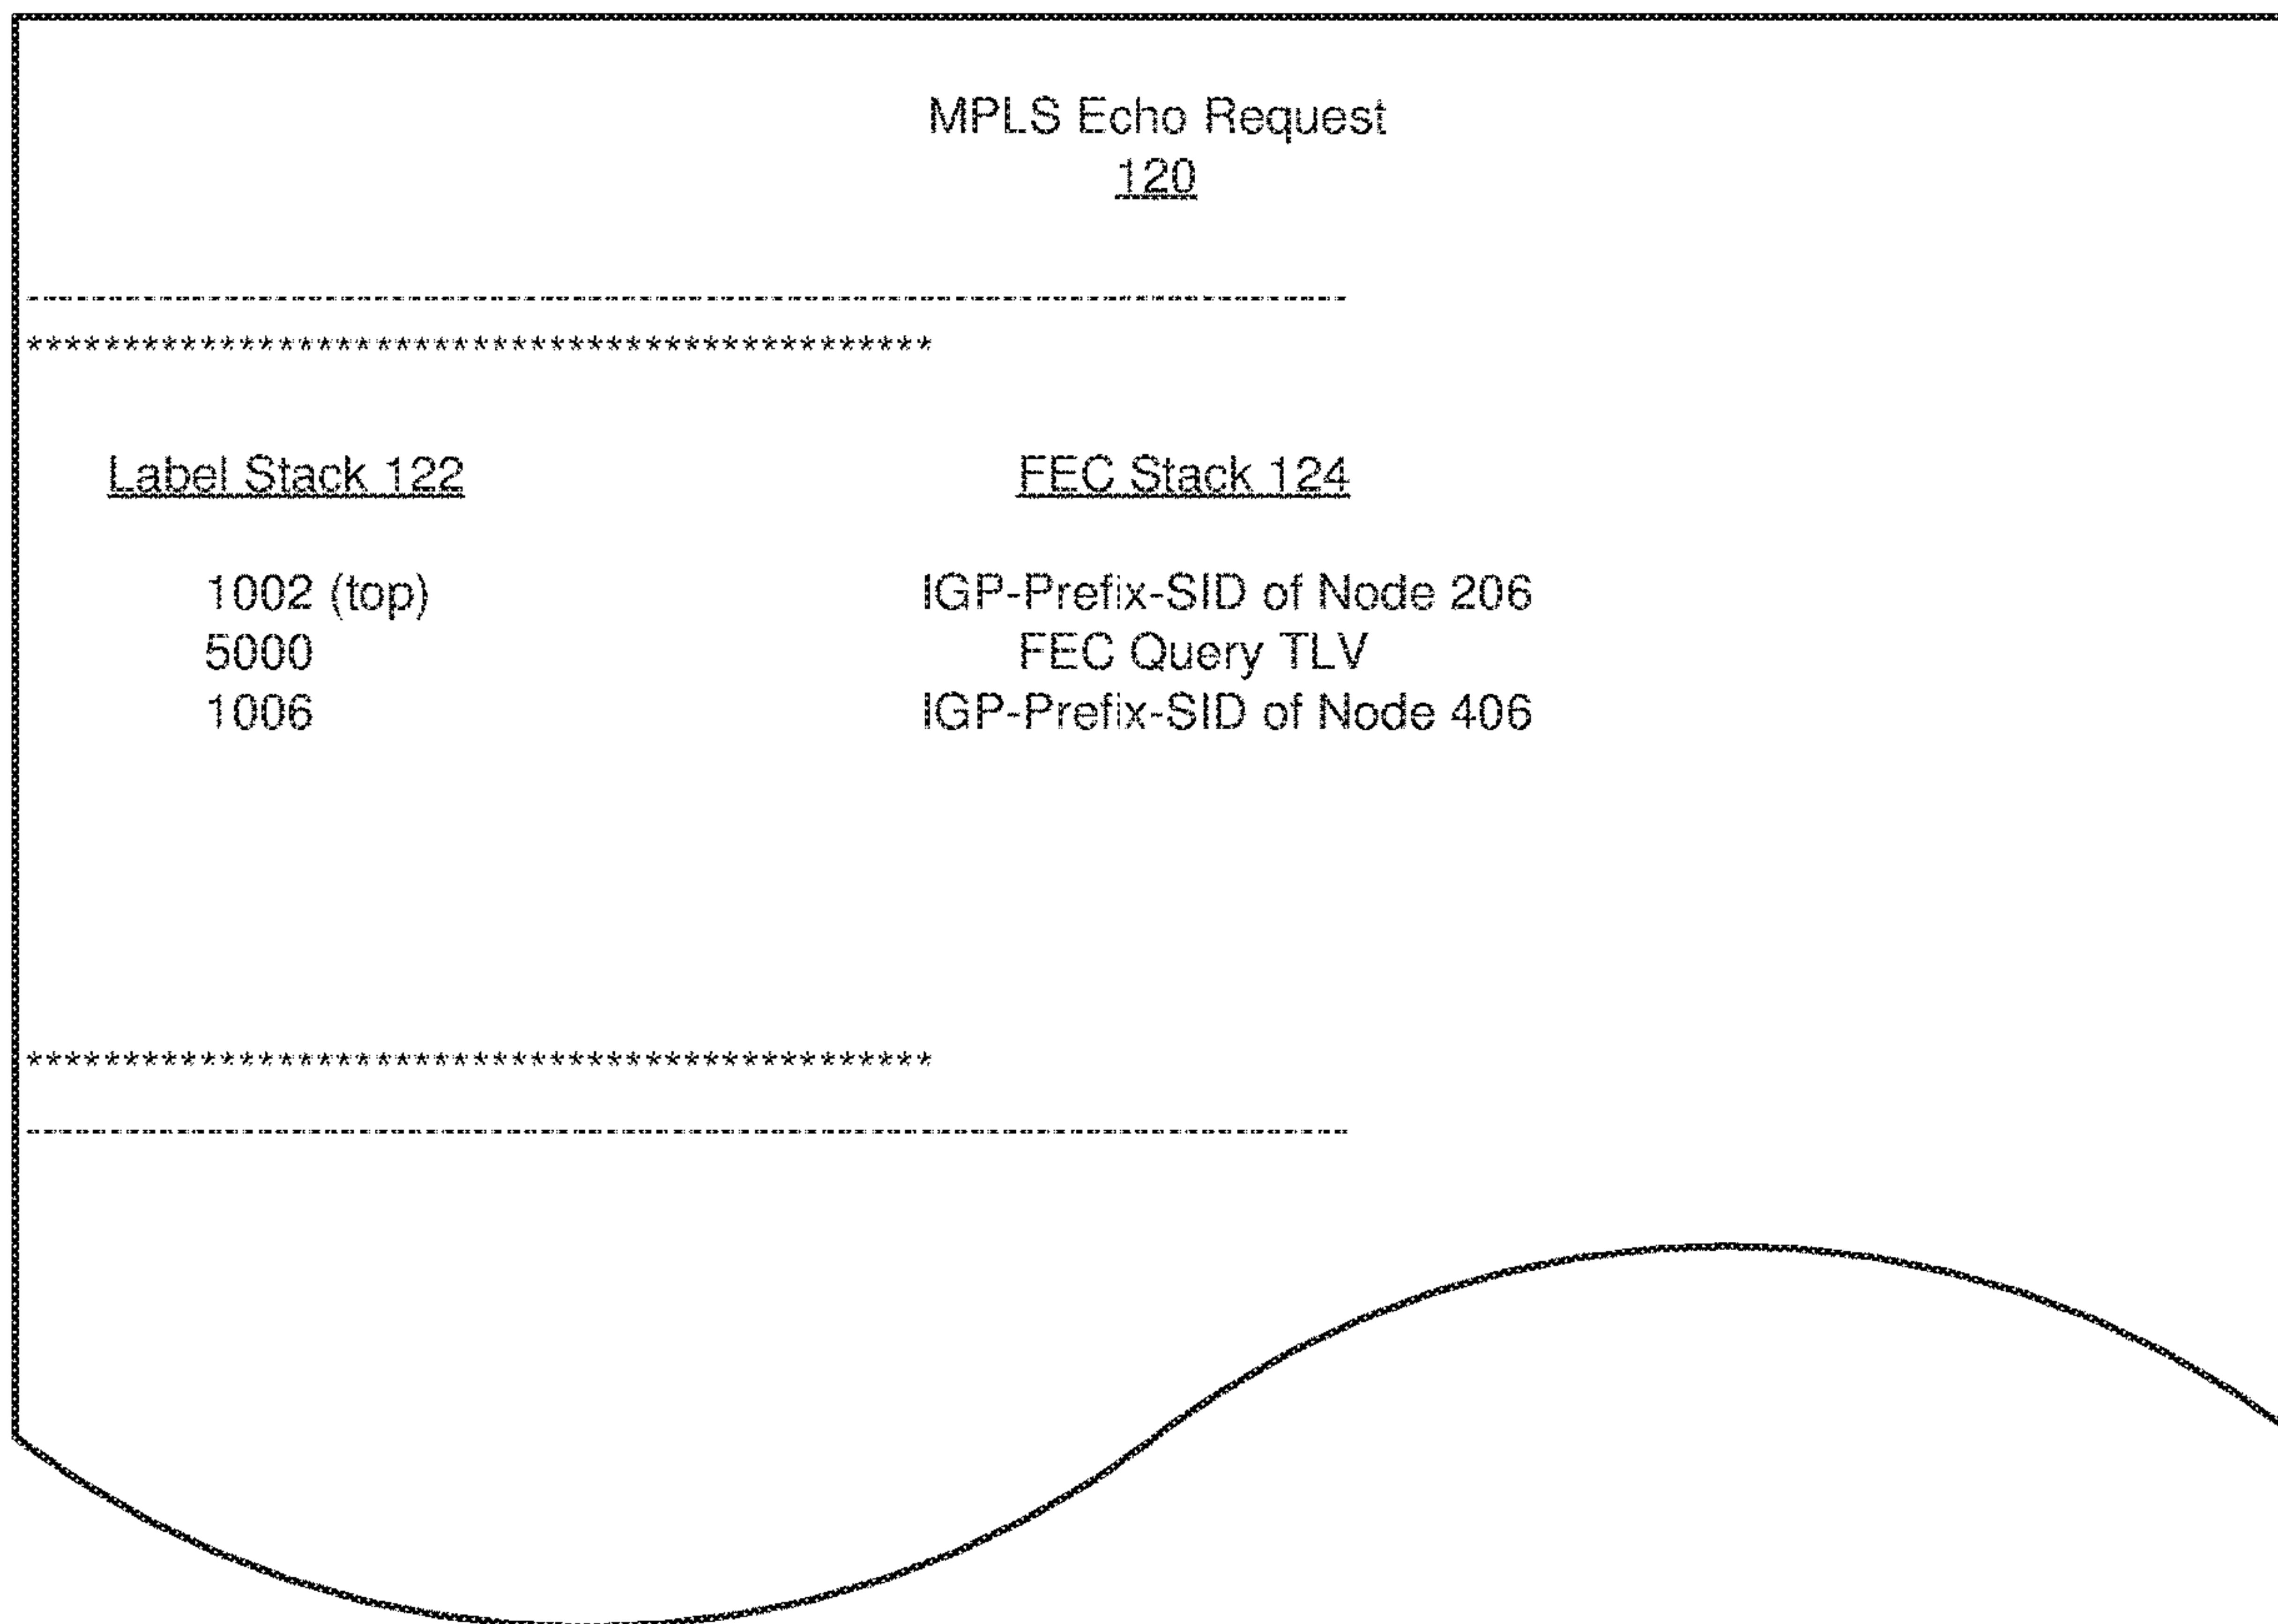 MPLS Echo Request
120
--------------------------------------------------------------------------------
***********************************************
Label Stack 122 FEC Stack 124
1002 (top) IGP-Prefix-SID of Node 206
5000 FEC Query TLV
1006 IGP-Prefix-SID of Node 406
***********************************************
--------------------------------------------------------------------------------